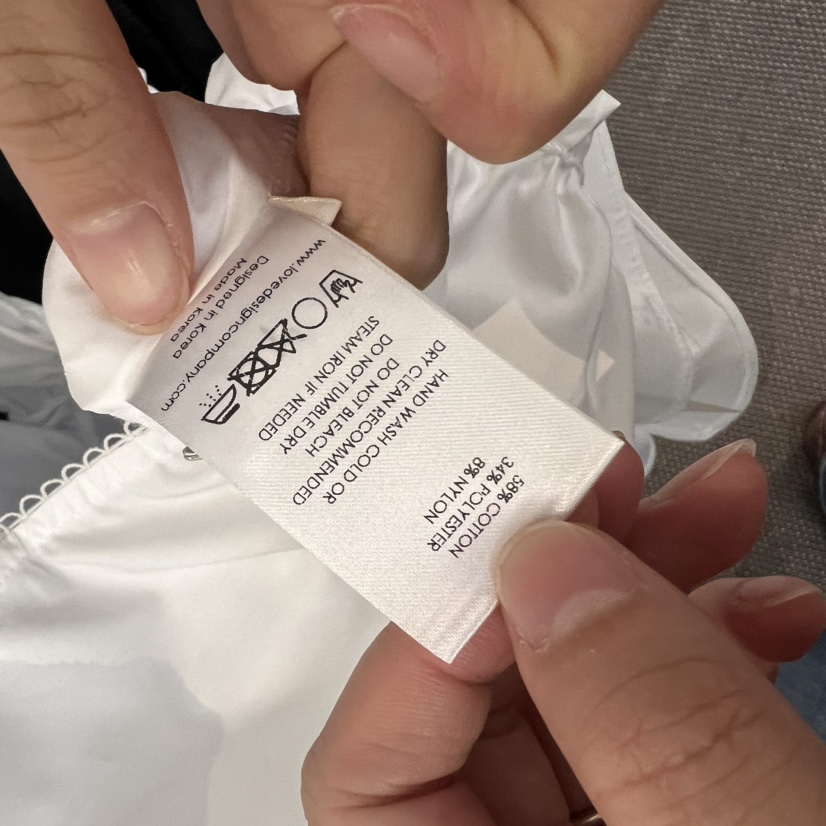 58% COTTON
34% POLYESTER
8% NYLON
HAND WASH COLD OR
DRY CLEAN RECOMMENDED
DO NOT BLEACH
DO NOT TUMBLE DRY
STEAM IRON IF NEEDED
www.lovedesigncompany.com
Designed in Korea
Made in Korea